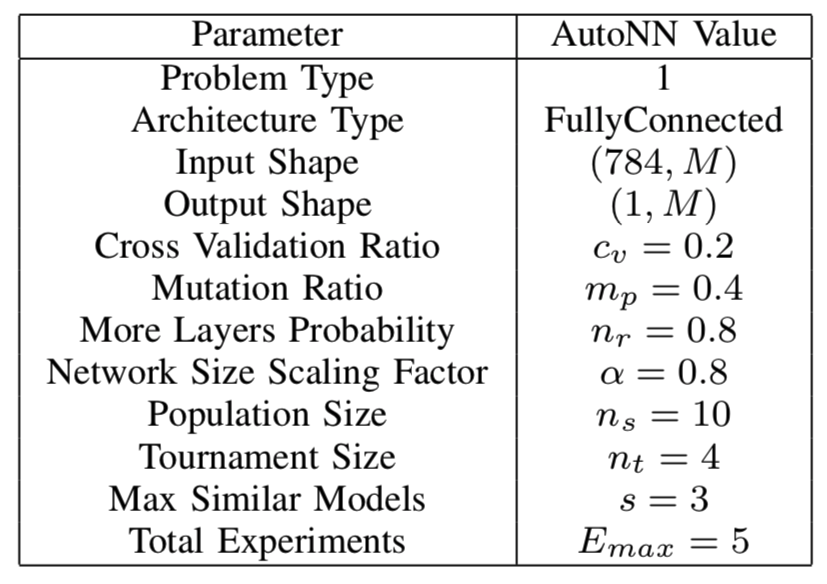 Parameter AutoNN Value
Problem Type 1
Architecture Type FullyConnected
Input Shape (784, M)
Output Shape (1, M)
Cross Validation Ratio c_v = 0.2
Mutation Ratio m_p = 0.4
More Layers Probability n_r = 0.8
Network Size Scaling Factor α = 0.8
Population Size n_s = 10
Tournament Size n_t = 4
Max Similar Models s = 3
Total Experiments E_{max} = 5